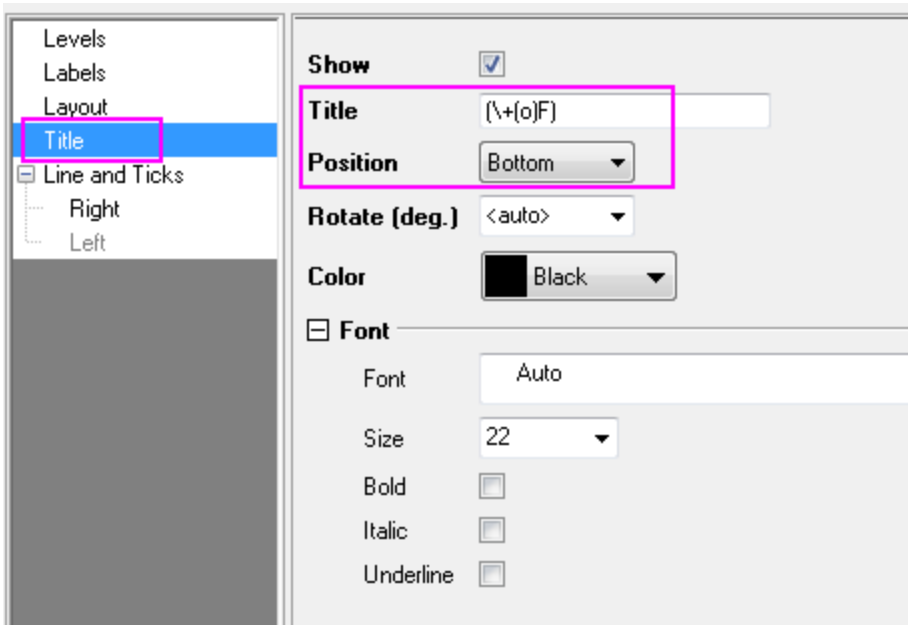 Levels
Labels
Layout
Title
Line and Ticks
Right
Left
Show
Title (\+(o)F)
Position Bottom
Rotate (deg.) <auto>
Color Black
Font
Font Auto
Size 22
Bold
Italic
Underline